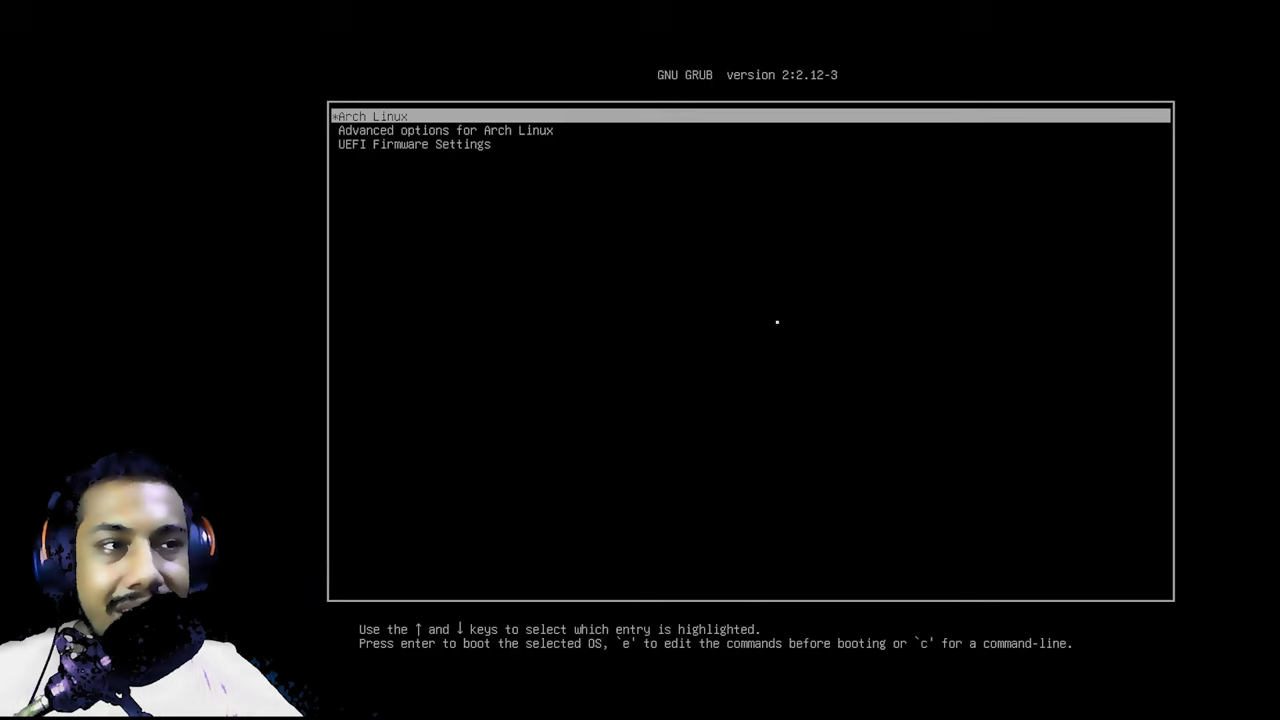 GNU GRUB  version 2:2.12-3
*Arch Linux
Advanced options for Arch Linux
UEFI Firmware Settings
Use the ↑ and ↓ keys to select which entry is highlighted.
Press enter to boot the selected OS, `e' to edit the commands before booting or `c' for a command-line.